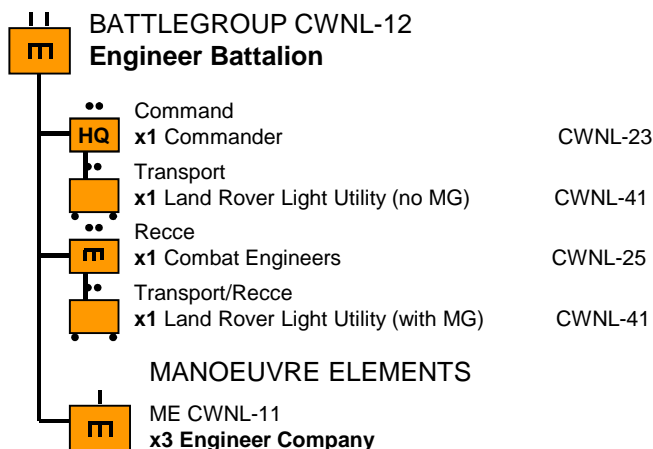 BATTLEGROUP CWNL-12
Engineer Battalion
Command
HQ x1 Commander CWNL-23
Transport
x1 Land Rover Light Utility (no MG) CWNL-41
Recce
x1 Combat Engineers CWNL-25
Transport/Recce
x1 Land Rover Light Utility (with MG) CWNL-41
MANOEUVRE ELEMENTS
ME CWNL-11
x3 Engineer Company